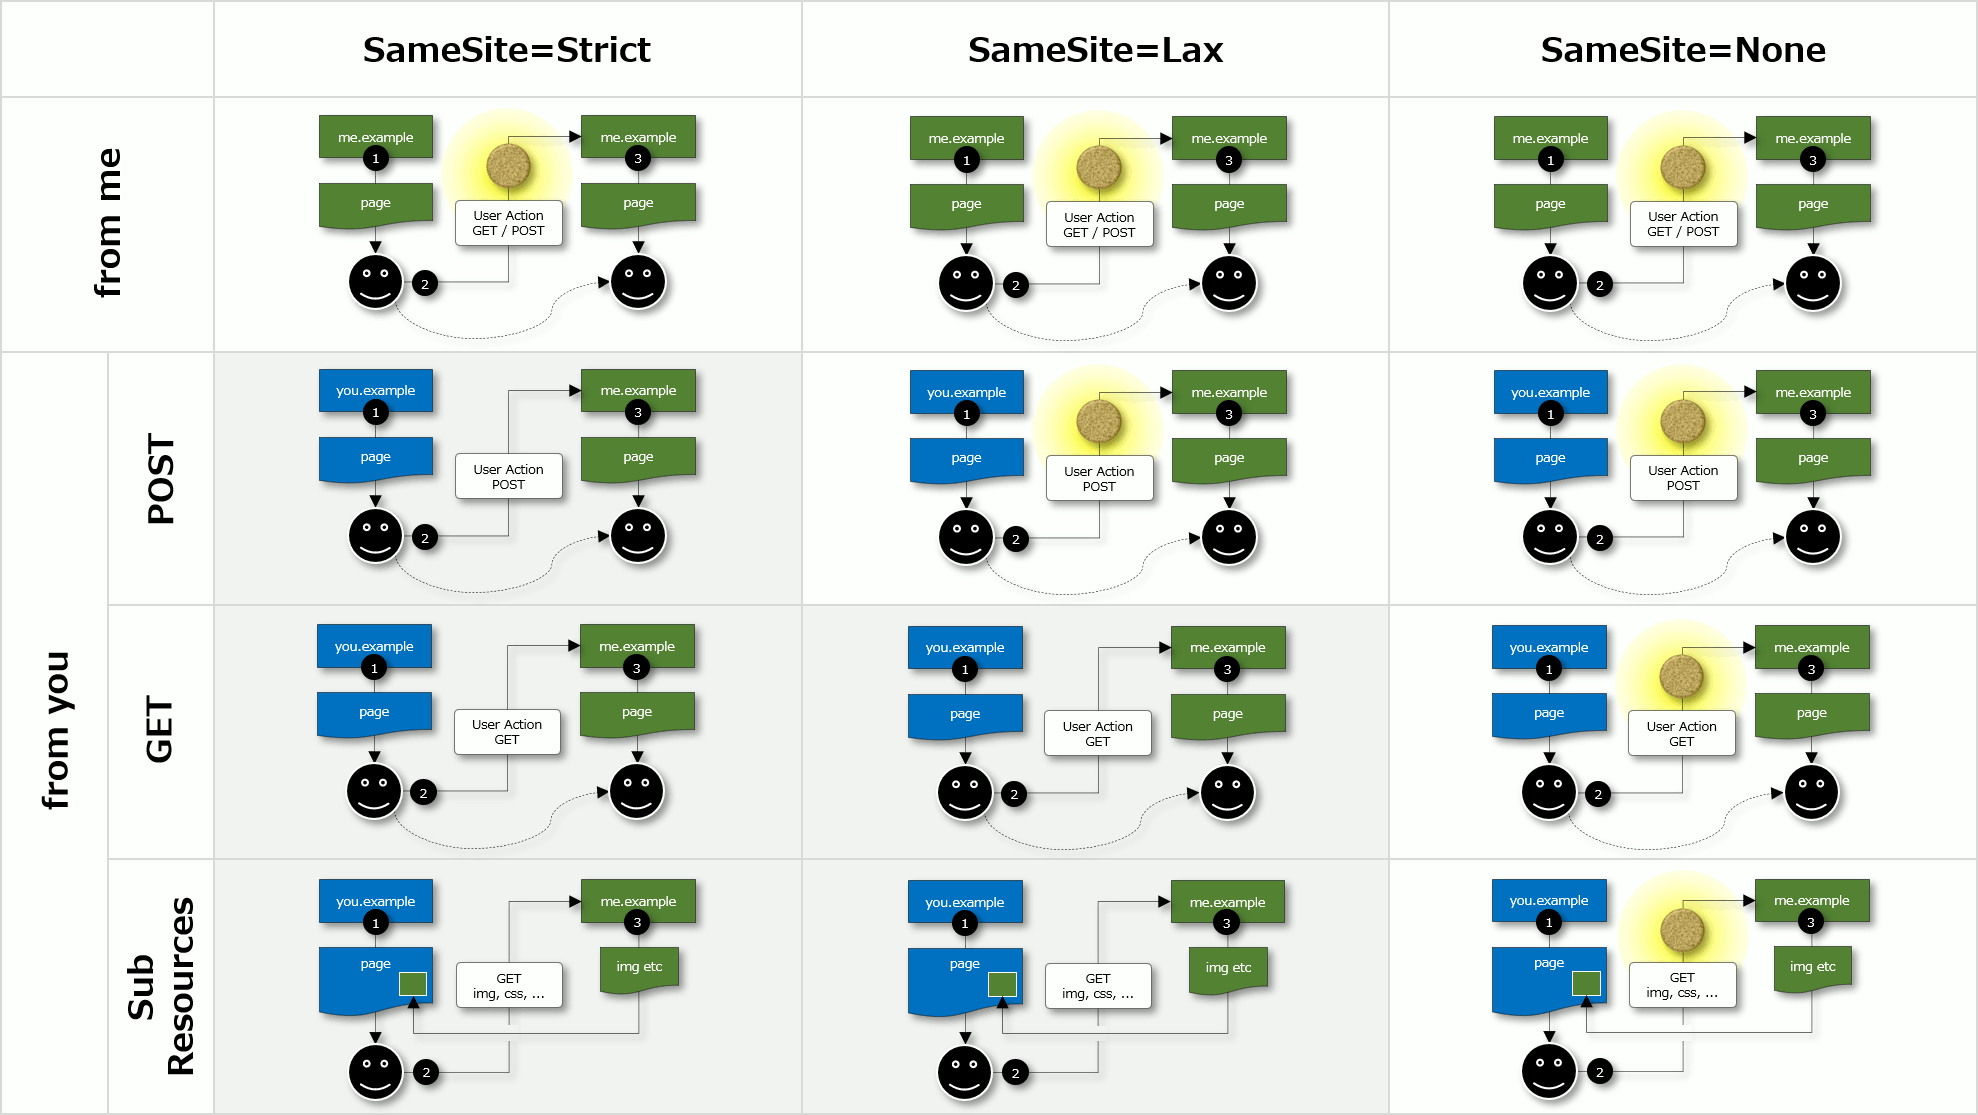 SameSite=Strict
SameSite=Lax
SameSite=None
from me
me.example
1
page
2
User Action
GET / POST
me.example
3
page
me.example
1
page
2
User Action
GET / POST
me.example
3
page
me.example
1
page
2
User Action
GET / POST
me.example
3
page
from you
POST
you.example
1
page
2
User Action
POST
me.example
3
page
you.example
1
page
2
User Action
POST
me.example
3
page
you.example
1
page
2
User Action
POST
me.example
3
page
GET
you.example
1
page
2
User Action
GET
me.example
3
page
you.example
1
page
2
User Action
GET
me.example
3
page
you.example
1
page
2
User Action
GET
me.example
3
page
Sub
Resources
you.example
1
page
2
GET
img, css, ...
me.example
3
img etc
you.example
1
page
2
GET
img, css, ...
me.example
3
img etc
you.example
1
page
2
GET
img, css, ...
me.example
3
img etc